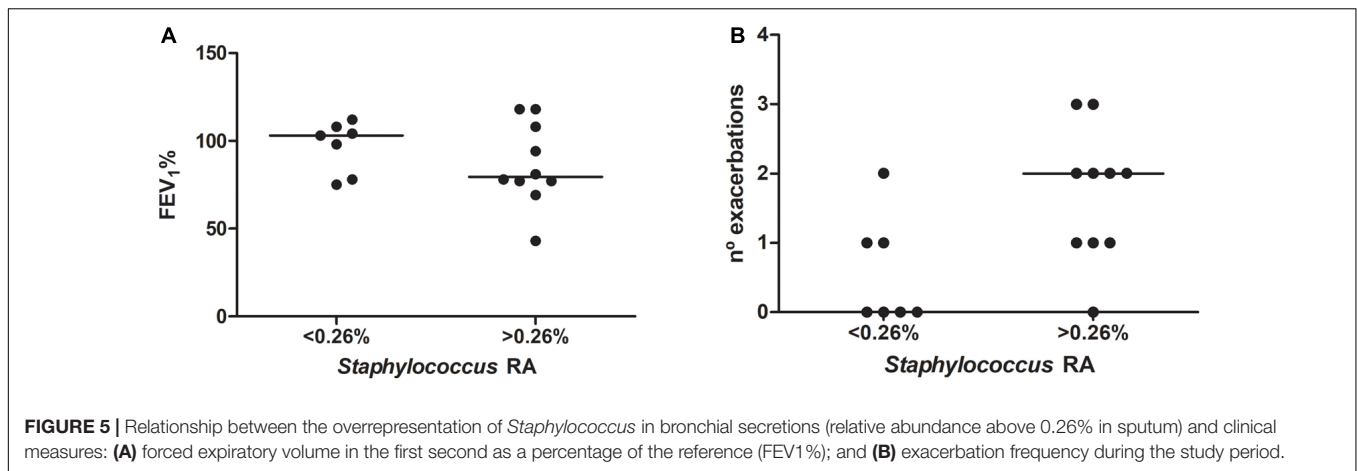 A
150
100
50
0
FEV1%
<0.26%
>0.26%
Staphylococcus RA
B
4
3
2
1
0
nº exacerbations
<0.26%
>0.26%
Staphylococcus RA
FIGURE 5 | Relationship between the overrepresentation of Staphylococcus in bronchial secretions (relative abundance above 0.26% in sputum) and clinical
measures: (A) forced expiratory volume in the first second as a percentage of the reference (FEV1%); and (B) exacerbation frequency during the study period.